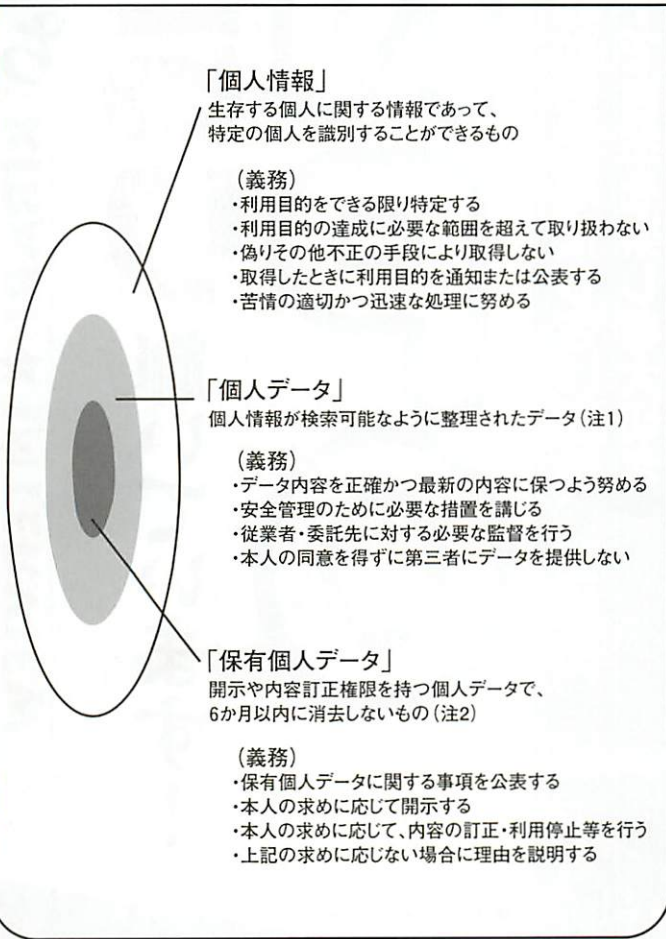 「個人情報」
生存する個人に関する情報であって、
特定の個人を識別することができるもの
(義務)
・利用目的をできる限り特定する
・利用目的の達成に必要な範囲を超えて取り扱わない
・偽りその他不正の手段により取得しない
・取得したときに利用目的を通知または公表する
・苦情の適切かつ迅速な処理に努める
「個人データ」
個人情報が検索可能なように整理されたデータ(注1)
(義務)
・データ内容を正確かつ最新の内容に保つよう努める
・安全管理のために必要な措置を講じる
・従業者・委託先に対する必要な監督を行う
・本人の同意を得ずに第三者にデータを提供しない
「保有個人データ」
開示や内容訂正権限を持つ個人データで、
6か月以内に消去しないもの(注2)
(義務)
・保有個人データに関する事項を公表する
・本人の求めに応じて開示する
・本人の求めに応じて、内容の訂正・利用停止等を行う
・上記の求めに応じない場合に理由を説明する